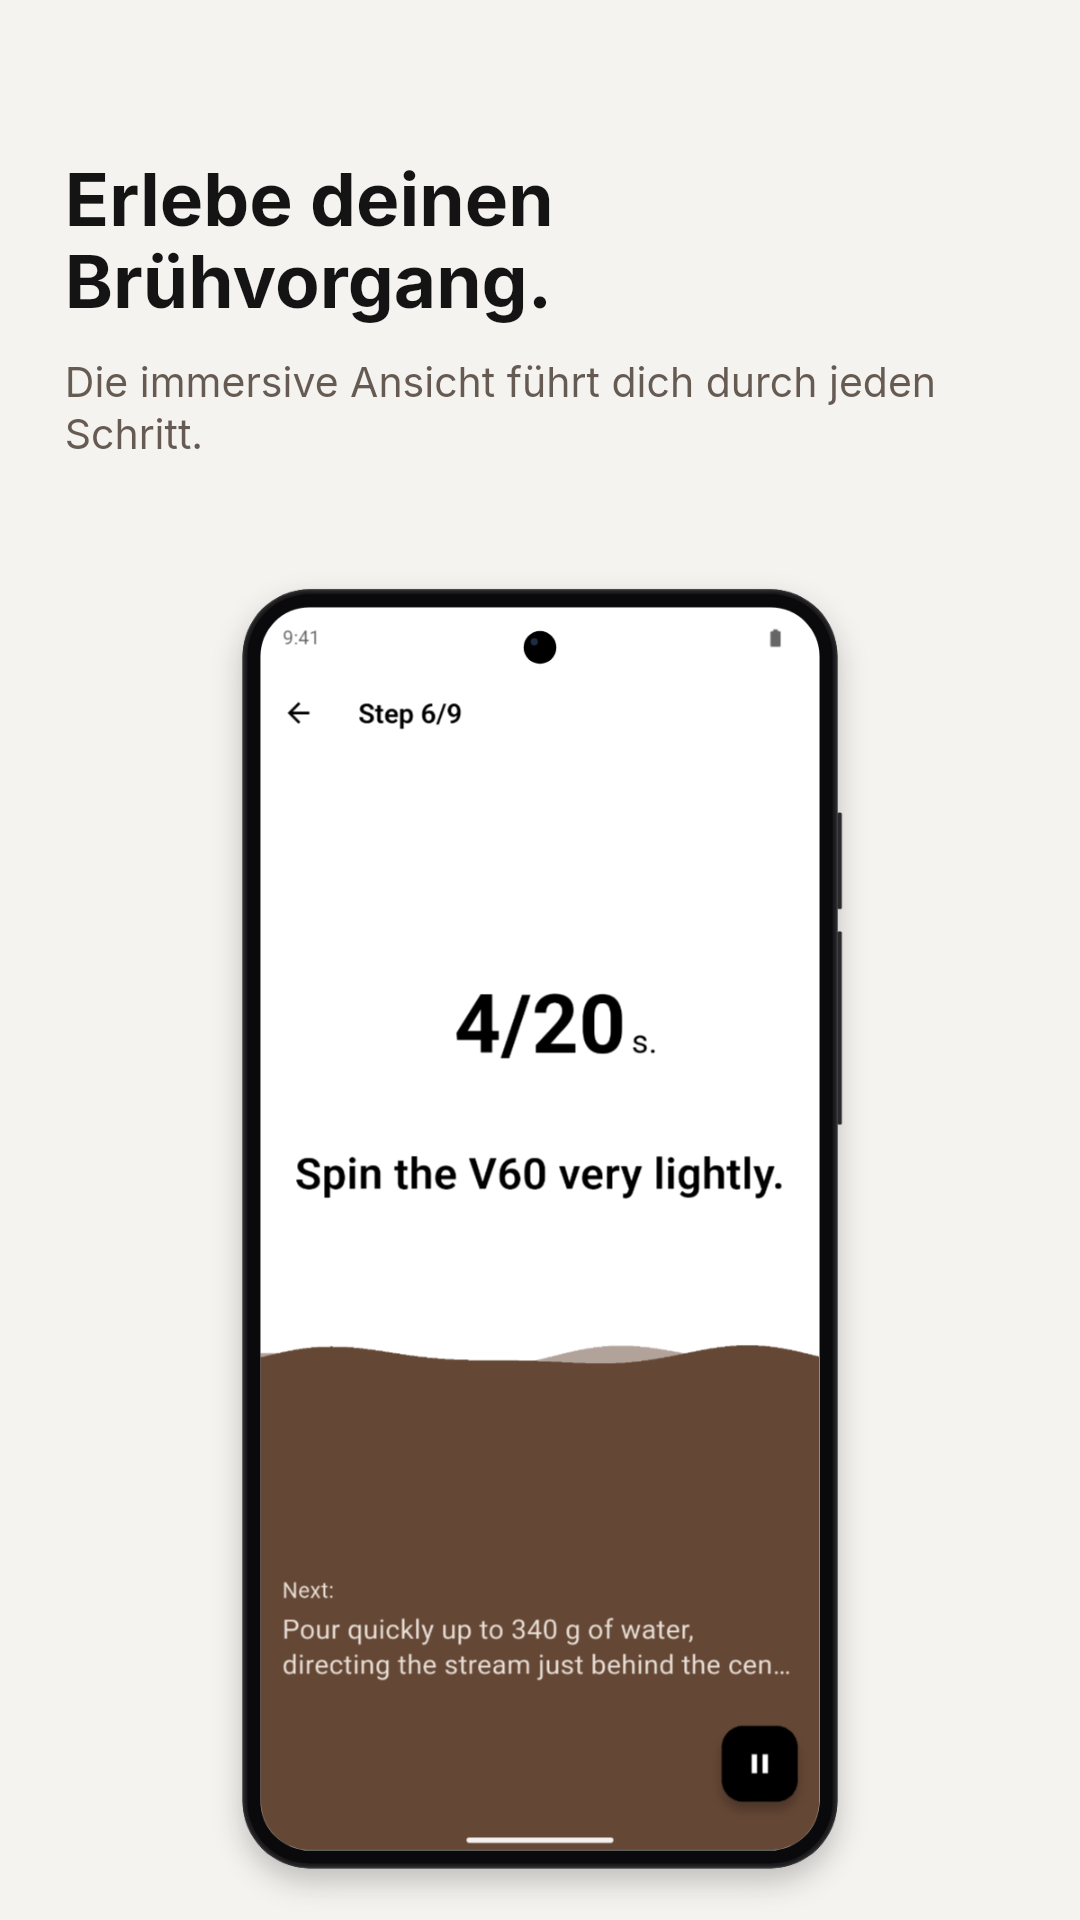 Erlebe deinen
Brühvorgang.
Die immersive Ansicht führt dich durch jeden
Schritt.
9:41
Step 6/9
4/20 s.
Spin the V60 very lightly.
Next:
Pour quickly up to 340 g of water,
directing the stream just behind the cen…